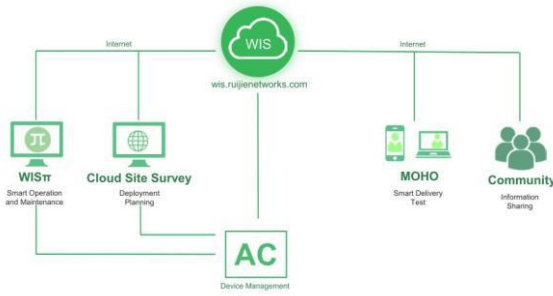 WIS
Internet
Internet
wis.ruijienetworks.com
π
WISπ
Smart Operation
and Maintenance
Cloud Site Survey
Deployment
Planning
MOHO
Smart Delivery
Test
Community
Information
Sharing
AC
Device Management